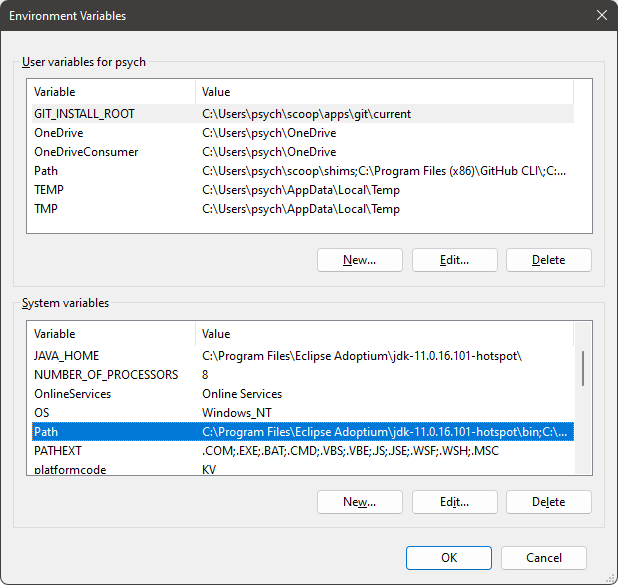 Environment Variables
User variables for psych
Variable Value
GIT_INSTALL_ROOT C:\Users\psych\scoop\apps\git\current
OneDrive C:\Users\psych\OneDrive
OneDriveConsumer C:\Users\psych\OneDrive
Path C:\Users\psych\scoop\shims;C:\Program Files (x86)\GitHub CLI\;C:...
TEMP C:\Users\psych\AppData\Local\Temp
TMP C:\Users\psych\AppData\Local\Temp
New... Edit... Delete
System variables
Variable Value
JAVA_HOME C:\Program Files\Eclipse Adoptium\jdk-11.0.16.101-hotspot\
NUMBER_OF_PROCESSORS 8
OnlineServices Online Services
OS Windows_NT
Path C:\Program Files\Eclipse Adoptium\jdk-11.0.16.101-hotspot\bin;C:\...
PATHEXT .COM;.EXE;.BAT;.CMD;.VBS;.VBE;.JS;.JSE;.WSF;.WSH;.MSC
platformcode KV
New... Edit... Delete
OK Cancel